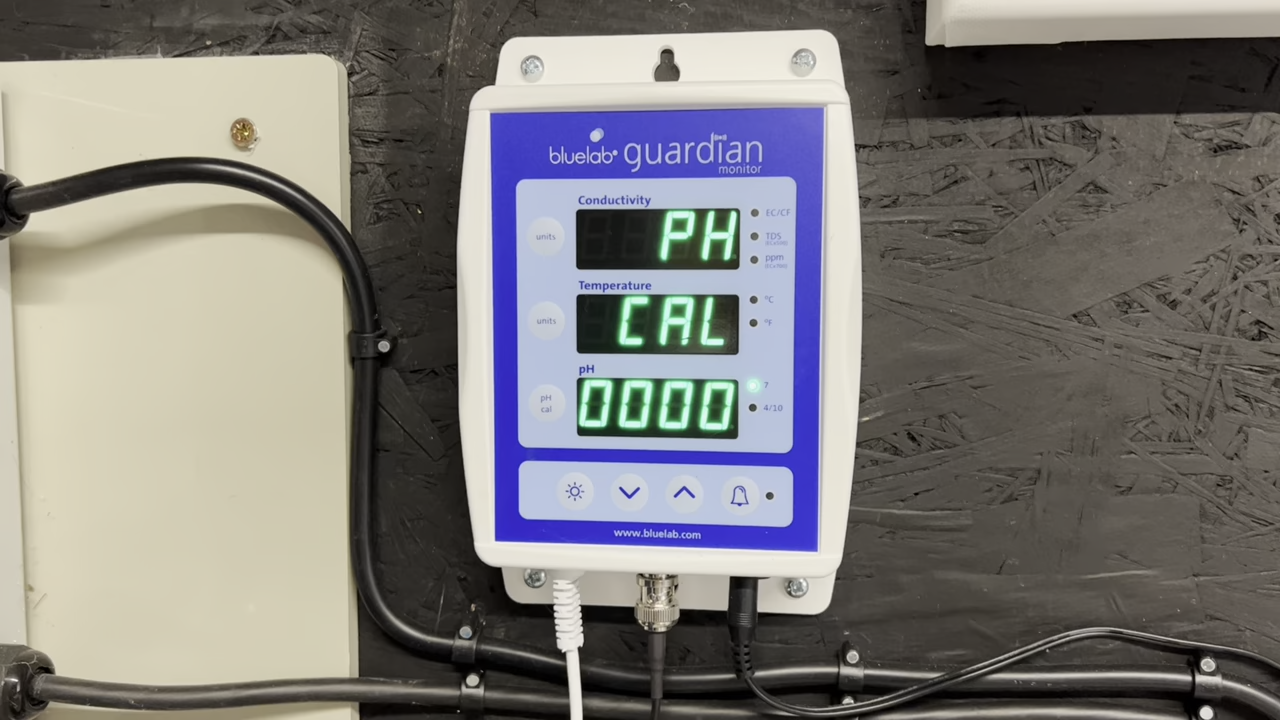 bluelab® guardian
monitor
Conductivity
units
PH
EC/CF
TDS
ppm
Temperature
units
CAL
°C
°F
pH
pH
cal
0000
7
4/10
www.bluelab.com